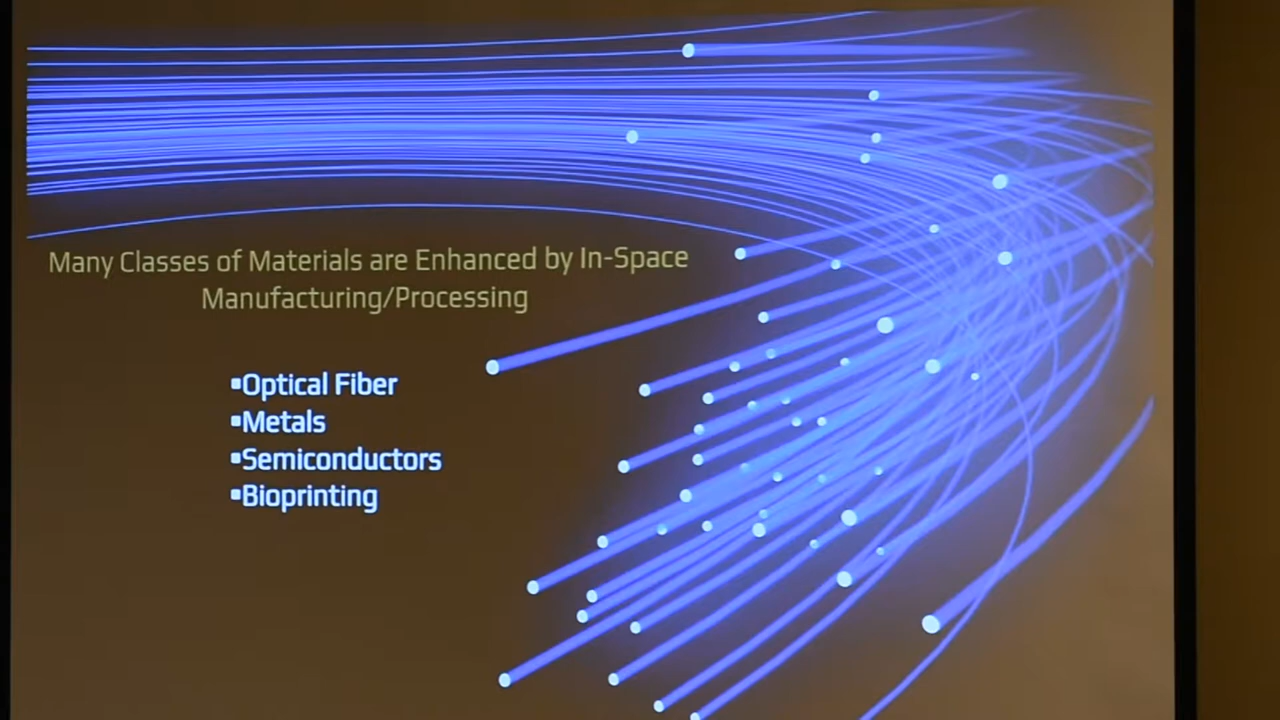 Many Classes of Materials are Enhanced by In-Space
Manufacturing/Processing
▪Optical Fiber
▪Metals
▪Semiconductors
▪Bioprinting